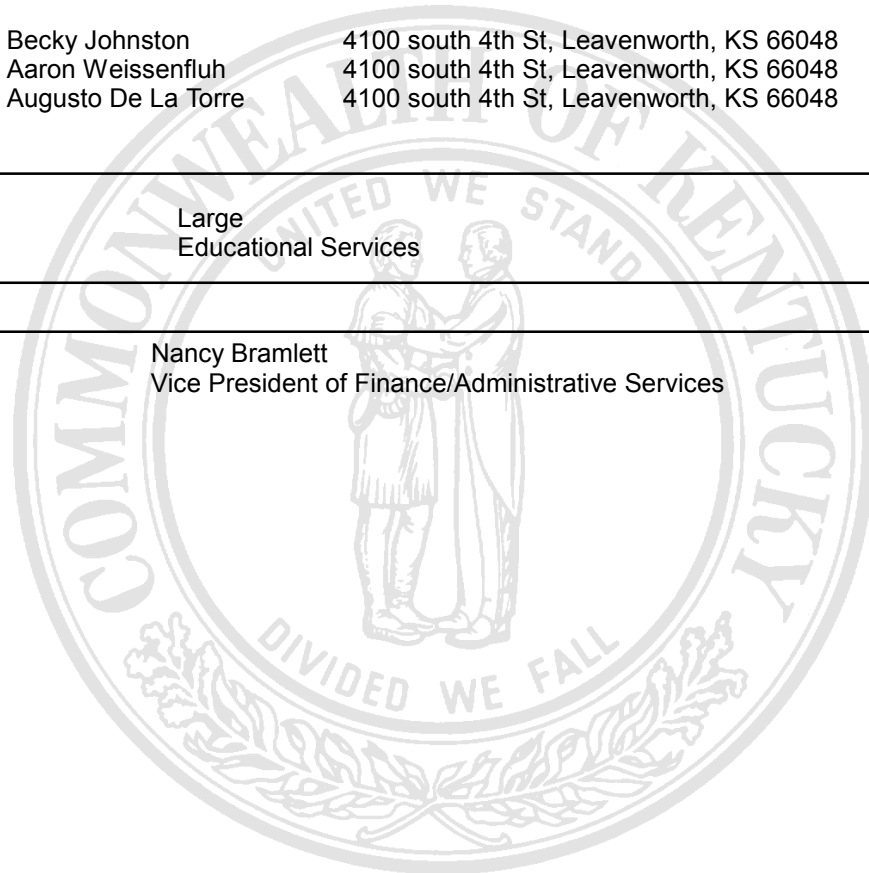 Becky Johnston 4100 south 4th St, Leavenworth, KS 66048
Aaron Weissenfluh 4100 south 4th St, Leavenworth, KS 66048
Augusto De La Torre 4100 south 4th St, Leavenworth, KS 66048
COMMONWEALTH OF KENTUCKY
UNITED WE STAND
Large
Educational Services
Nancy Bramlett
Vice President of Finance/Administrative Services
DIVIDED WE FALL